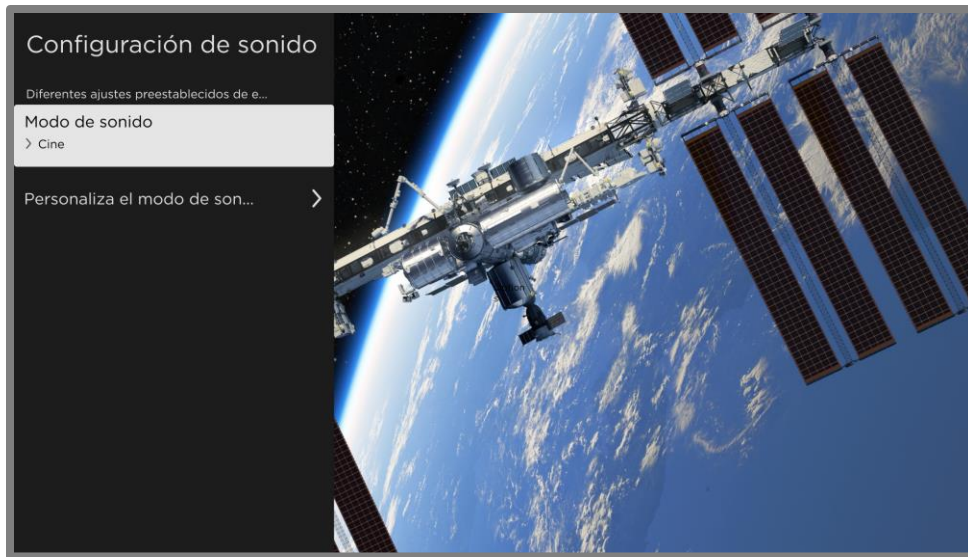 Configuración de sonido
Diferentes ajustes preestablecidos de e...
Modo de sonido
> Cine
Personaliza el modo de son... >